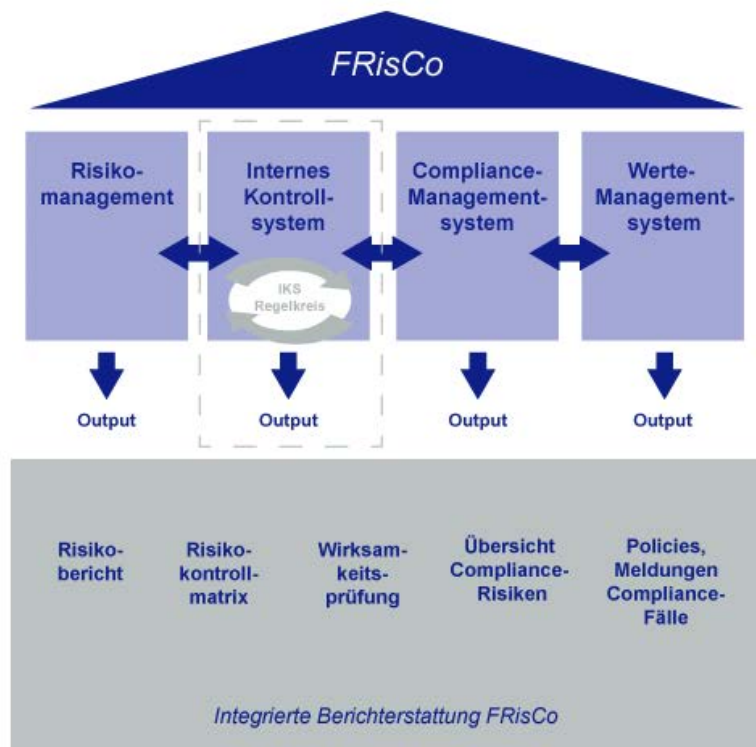 FRisCo
Risiko-
management
Internes
Kontroll-
system
Compliance-
Management-
system
Werte-
Management-
system
IKS
Regelkreis
Output
Output
Output
Output
Risiko-
bericht
Risiko-
kontroll-
matrix
Wirksam-
keits-
prüfung
Übersicht
Compliance-
Risiken
Policies,
Meldungen
Compliance-
Fälle
Integrierte Berichterstattung FRisCo